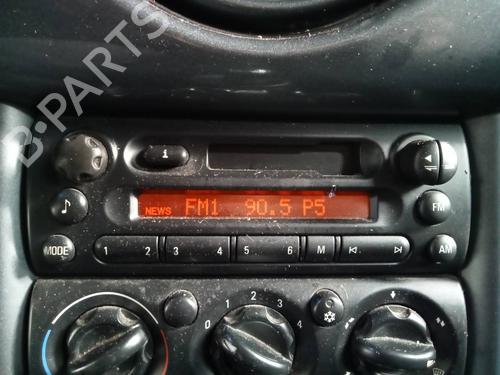 B-PARTS
i
NEWS FM1 90.5 P5
FM
MODE 1 2 3 4 5 6 M AM
0 1 2 3 4